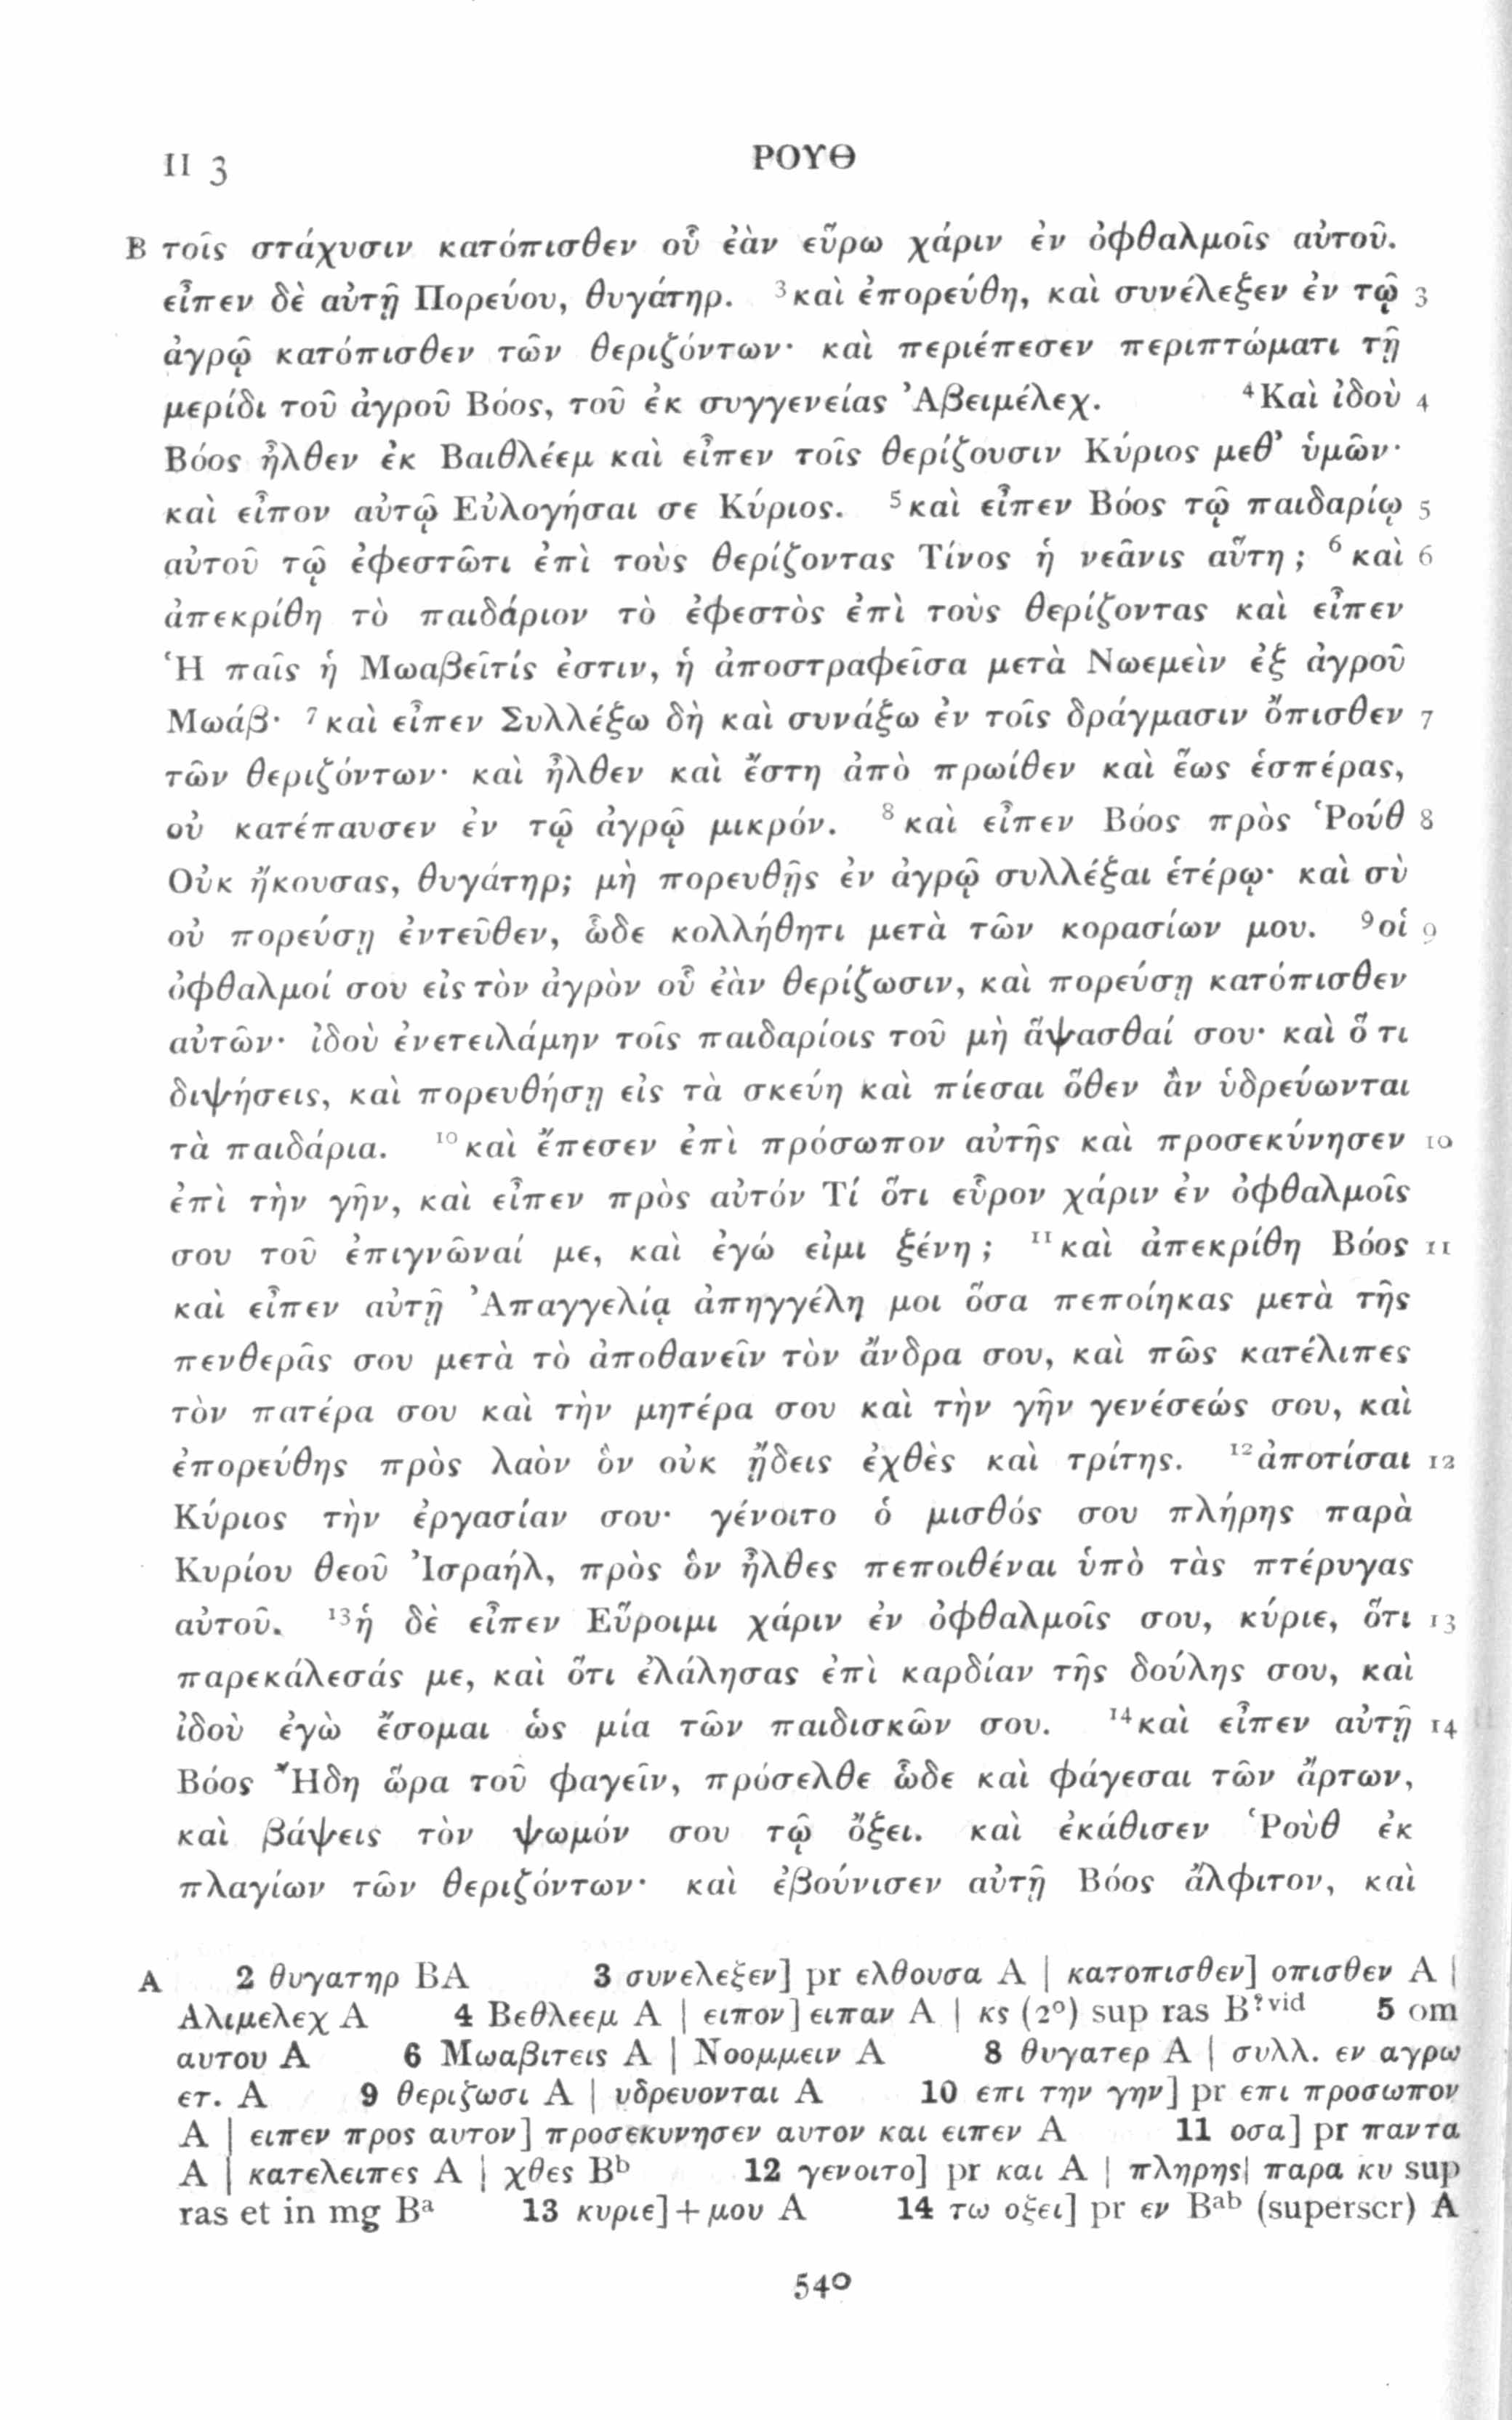 II 3 ΡΟΥΘ
B τοῖς στάχυσιν κατόπισθεν οὗ ἐὰν εὕρω χάριν ἐν ὀφθαλμοῖς αὐτοῦ.
εἶπεν δὲ αὐτῇ Πορεύου, θυγάτηρ. ³καὶ ἐπορεύθη, καὶ συνέλεξεν ἐν τῷ 3
ἀγρῷ κατόπισθεν τῶν θεριζόντων· καὶ περιέπεσεν περιπτώματι τῇ
μερίδι τοῦ ἀγροῦ Βόος, τοῦ ἐκ συγγενείας Ἀβειμέλεχ. ⁴Καὶ ἰδοὺ 4
Βόος ἦλθεν ἐκ Βαιθλέεμ καὶ εἶπεν τοῖς θερίζουσιν Κύριος μεθ’ ὑμῶν·
καὶ εἶπον αὐτῷ Εὐλογήσαι σε Κύριος. ⁵καὶ εἶπεν Βόος τῷ παιδαρίῳ 5
αὐτοῦ τῷ ἐφεστῶτι ἐπὶ τοὺς θερίζοντας Τίνος ἡ νεᾶνις αὕτη; ⁶καὶ 6
ἀπεκρίθη τὸ παιδάριον τὸ ἐφεστὸς ἐπὶ τοὺς θερίζοντας καὶ εἶπεν
Ἡ παῖς ἡ Μωαβεῖτίς ἐστιν, ἡ ἀποστραφεῖσα μετὰ Νωεμεὶν ἐξ ἀγροῦ
Μωάβ· ⁷καὶ εἶπεν Συλλέξω δὴ καὶ συνάξω ἐν τοῖς δράγμασιν ὄπισθεν 7
τῶν θεριζόντων· καὶ ἦλθεν καὶ ἔστη ἀπὸ πρωίθεν καὶ ἕως ἑσπέρας,
οὐ κατέπαυσεν ἐν τῷ ἀγρῷ μικρόν. ⁸καὶ εἶπεν Βόος πρὸς Ῥούθ 8
Οὐκ ἤκουσας, θυγάτηρ; μὴ πορευθῇς ἐν ἀγρῷ συλλέξαι ἑτέρῳ· καὶ σὺ
οὐ πορεύσῃ ἐντεῦθεν, ὧδε κολλήθητι μετὰ τῶν κορασίων μου. ⁹οἱ 9
ὀφθαλμοί σου εἰς τὸν ἀγρὸν οὗ ἐὰν θερίζωσιν, καὶ πορεύσῃ κατόπισθεν
αὐτῶν· ἰδοὺ ἐνετειλάμην τοῖς παιδαρίοις τοῦ μὴ ἅψασθαί σου· καὶ ὅ τι
διψήσεις, καὶ πορευθήσῃ εἰς τὰ σκεύη καὶ πίεσαι ὅθεν ἂν ὑδρεύωνται
τὰ παιδάρια. ¹⁰καὶ ἔπεσεν ἐπὶ πρόσωπον αὐτῆς καὶ προσεκύνησεν 10
ἐπὶ τὴν γῆν, καὶ εἶπεν πρὸς αὐτόν Τί ὅτι εὗρον χάριν ἐν ὀφθαλμοῖς
σου τοῦ ἐπιγνῶναί με, καὶ ἐγώ εἰμι ξένη; ¹¹καὶ ἀπεκρίθη Βόος 11
καὶ εἶπεν αὐτῇ Ἀπαγγελίᾳ ἀπηγγέλη μοι ὅσα πεποίηκας μετὰ τῆς
πενθερᾶς σου μετὰ τὸ ἀποθανεῖν τὸν ἄνδρα σου, καὶ πῶς κατέλιπες
τὸν πατέρα σου καὶ τὴν μητέρα σου καὶ τὴν γῆν γενέσεώς σου, καὶ
ἐπορεύθης πρὸς λαὸν ὃν οὐκ ᾔδεις ἐχθὲς καὶ τρίτης. ¹²ἀποτίσαι 12
Κύριος τὴν ἐργασίαν σου· γένοιτο ὁ μισθός σου πλήρης παρὰ
Κυρίου θεοῦ Ἰσραήλ, πρὸς ὃν ἦλθες πεποιθέναι ὑπὸ τὰς πτέρυγας
αὐτοῦ. ¹³ἡ δὲ εἶπεν Εὕροιμι χάριν ἐν ὀφθαλμοῖς σου, κύριε, ὅτι 13
παρεκάλεσάς με, καὶ ὅτι ἐλάλησας ἐπὶ καρδίαν τῆς δούλης σου, καὶ
ἰδοὺ ἐγὼ ἔσομαι ὡς μία τῶν παιδισκῶν σου. ¹⁴καὶ εἶπεν αὐτῇ 14
Βόος Ἤδη ὥρα τοῦ φαγεῖν, πρόσελθε ὧδε καὶ φάγεσαι τῶν ἄρτων,
καὶ βάψεις τὸν ψωμόν σου τῷ ὄξει. καὶ ἐκάθισεν Ῥοὺθ ἐκ
πλαγίων τῶν θεριζόντων· καὶ ἐβούνισεν αὐτῇ Βόος ἄλφιτον, καὶ
A 2 θυγατηρ BA 3 συνελεξεν] pr ελθουσα A | κατοπισθεν] οπισθεν A |
Αλιμελεχ A 4 Βεθλεεμ A | ειπον] ειπαν A | κς (2º) sup ras B?vid 5 om
αυτου A 6 Μωαβιτεις A | Νοομμειν A 8 θυγατερ A | συλλ. εν αγρω
ετ. A 9 θεριζωσι A | υδρευονται A 10 επι την γην] pr επι προσωπον
A | ειπεν προς αυτον] προσεκυνησεν αυτον και ειπεν A 11 οσα] pr παντα
A | κατελειπες A | χθες Bᵇ 12 γενοιτο] pr και A | πληρης| παρα κυ sup
ras et in mg Bᵃ 13 κυριε]+μου A 14 τω οξει] pr εν Bᵃᵇ (superscr) A
540